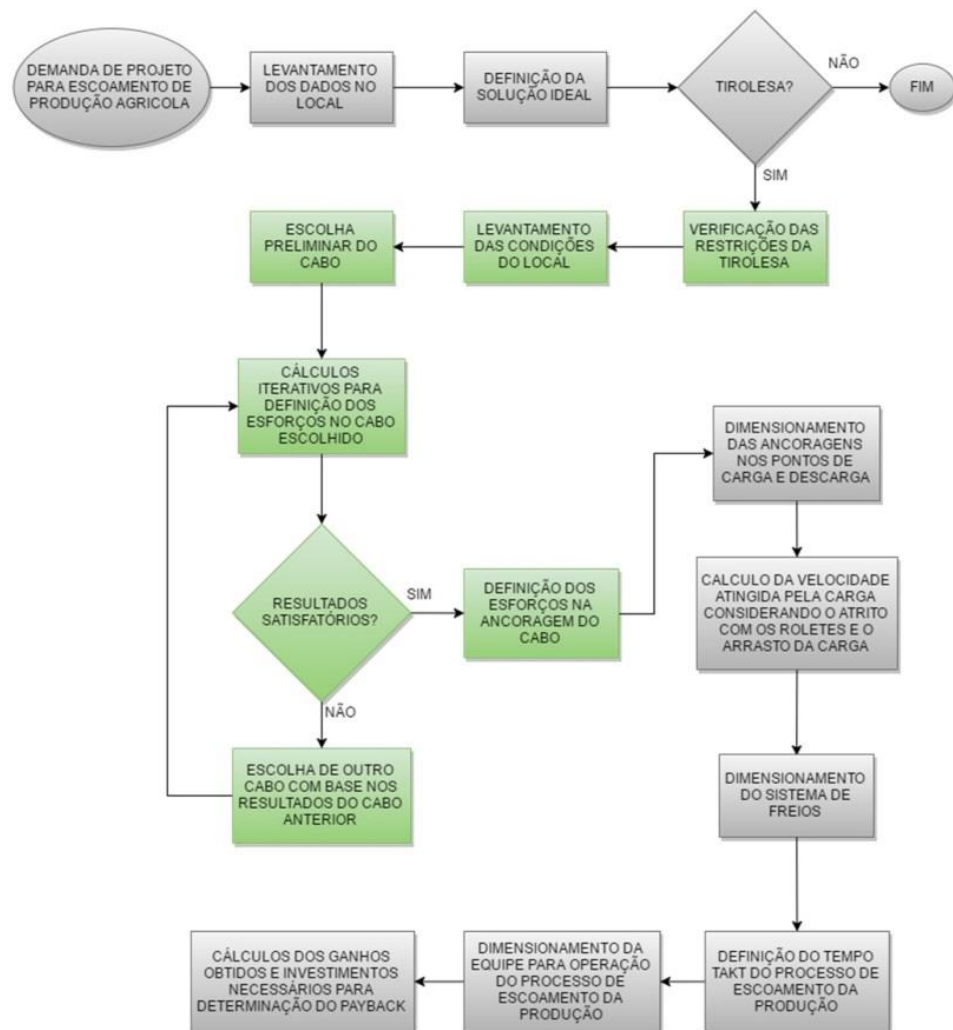 DEMANDA DE PROJETO
PARA ESCOAMENTO DE
PRODUÇÃO AGRICOLA
LEVANTAMENTO
DOS DADOS NO
LOCAL
DEFINIÇÃO DA
SOLUÇÃO IDEAL
TIROLESA?
NÃO
FIM
SIM
VERIFICAÇÃO DAS
RESTRIÇÕES DA
TIROLESA
LEVANTAMENTO
DAS CONDIÇÕES
DO LOCAL
ESCOLHA
PRELIMINAR DO
CABO
CÁLCULOS
ITERATIVOS PARA
DEFINIÇÃO DOS
ESFORÇOS NO CABO
ESCOLHIDO
RESULTADOS
SATISFATÓRIOS?
SIM
NÃO
ESCOLHA DE OUTRO
CABO COM BASE NOS
RESULTADOS DO CABO
ANTERIOR
DEFINIÇÃO DOS
ESFORÇOS NA
ANCORAGEM DO
CABO
DIMENSIONAMENTO
DAS ANCORAGENS
NOS PONTOS DE
CARGA E DESCARGA
CALCULO DA VELOCIDADE
ATINGIDA PELA CARGA
CONSIDERANDO O ATRITO
COM OS ROLETES E O
ARRASTO DA CARGA
DIMENSIONAMENTO
DO SISTEMA DE
FREIOS
DEFINIÇÃO DO TEMPO
TAKT DO PROCESSO DE
ESCOAMENTO DA
PRODUÇÃO
DIMENSIONAMENTO DA
EQUIPE PARA OPERAÇÃO
DO PROCESSO DE
ESCOAMENTO DA
PRODUÇÃO
CÁLCULOS DOS GANHOS
OBTIDOS E INVESTIMENTOS
NECESSÁRIOS PARA
DETERMINAÇÃO DO PAYBACK